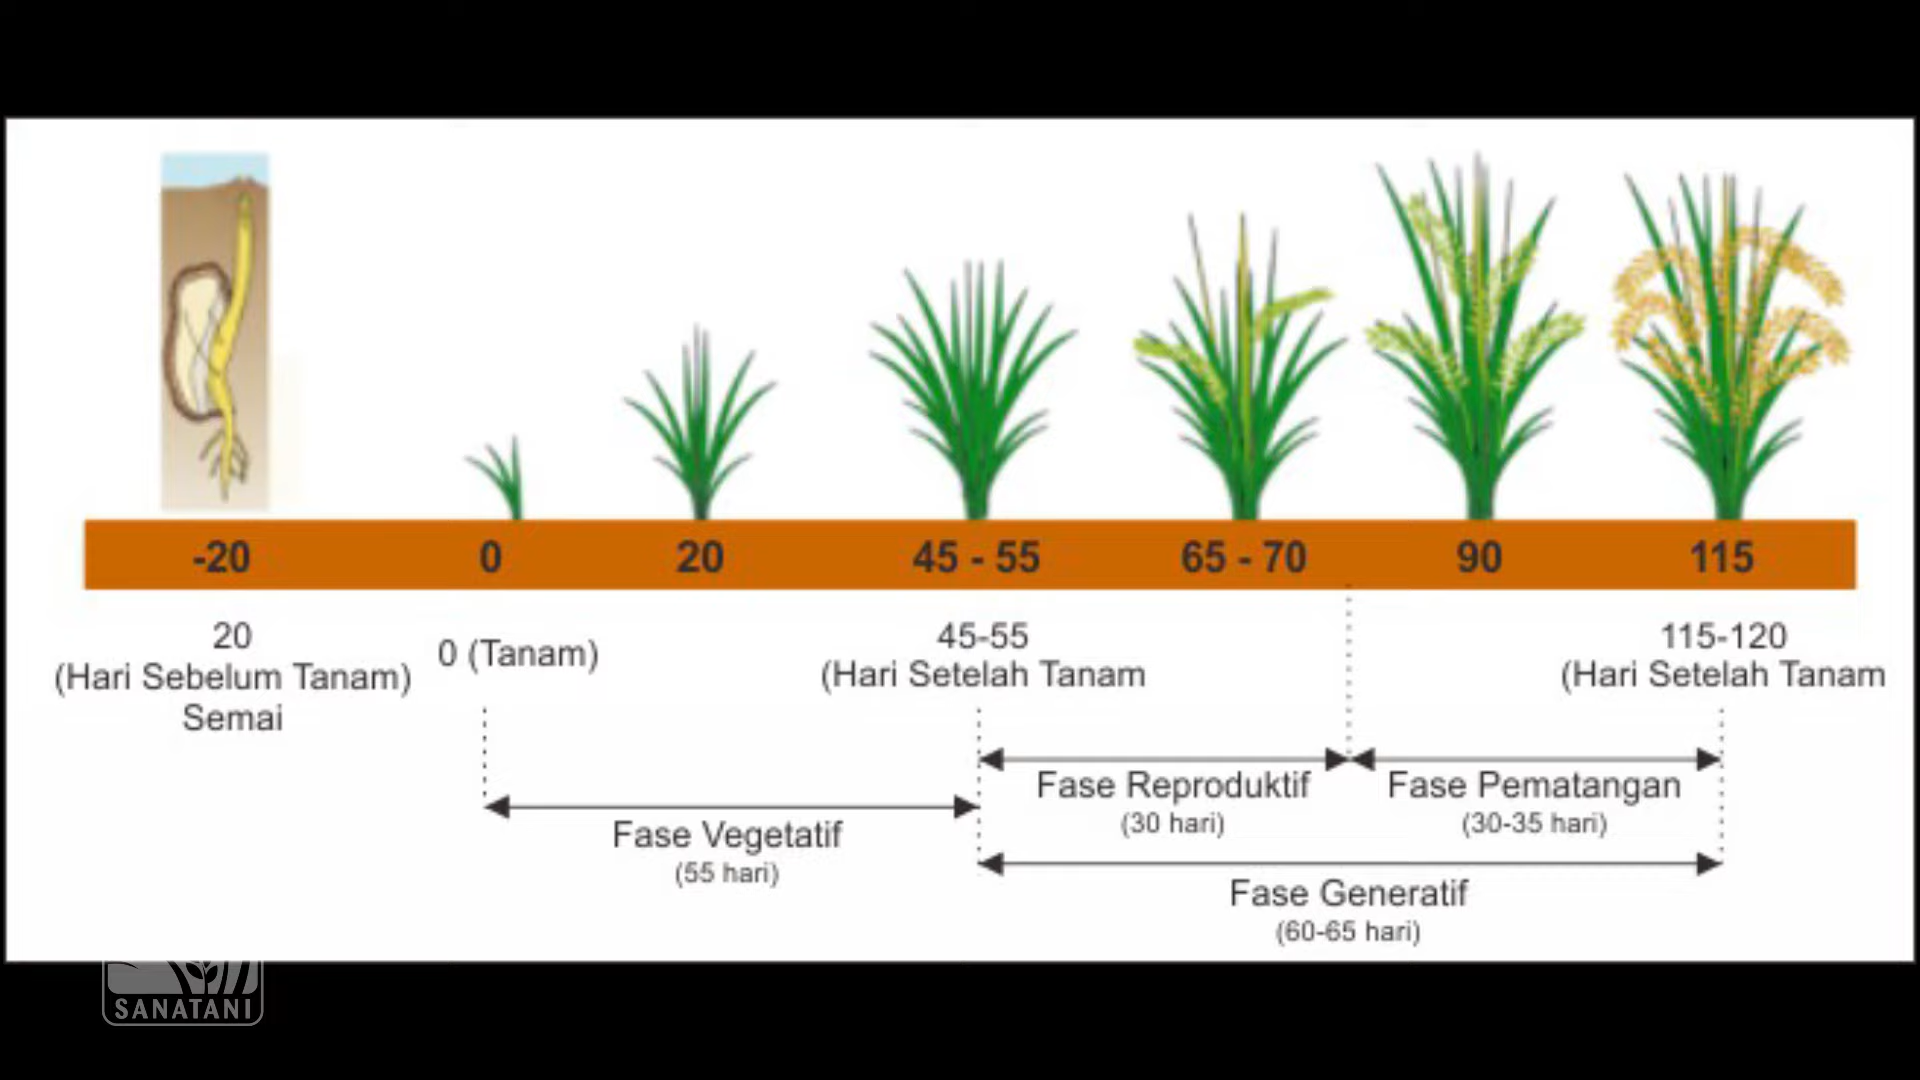 -20 0 20 45 - 55 65 - 70 90 115
20
(Hari Sebelum Tanam)
Semai
0 (Tanam)
45-55
(Hari Setelah Tanam
115-120
(Hari Setelah Tanam
Fase Vegetatif
(55 hari)
Fase Reproduktif
(30 hari)
Fase Pematangan
(30-35 hari)
Fase Generatif
(60-65 hari)
SANATANI